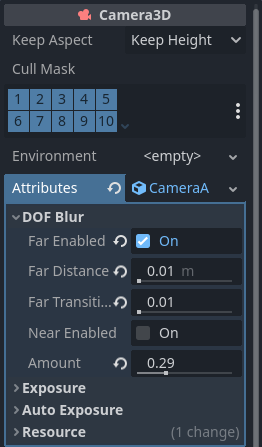 Camera3D
Keep Aspect Keep Height
Cull Mask
1 2 3 4 5
6 7 8 9 10
Environment <empty>
Attributes CameraA
DOF Blur
Far Enabled On
Far Distance 0.01 m
Far Transiti... 0.01
Near Enabled On
Amount 0.29
Exposure
Auto Exposure
Resource (1 change)